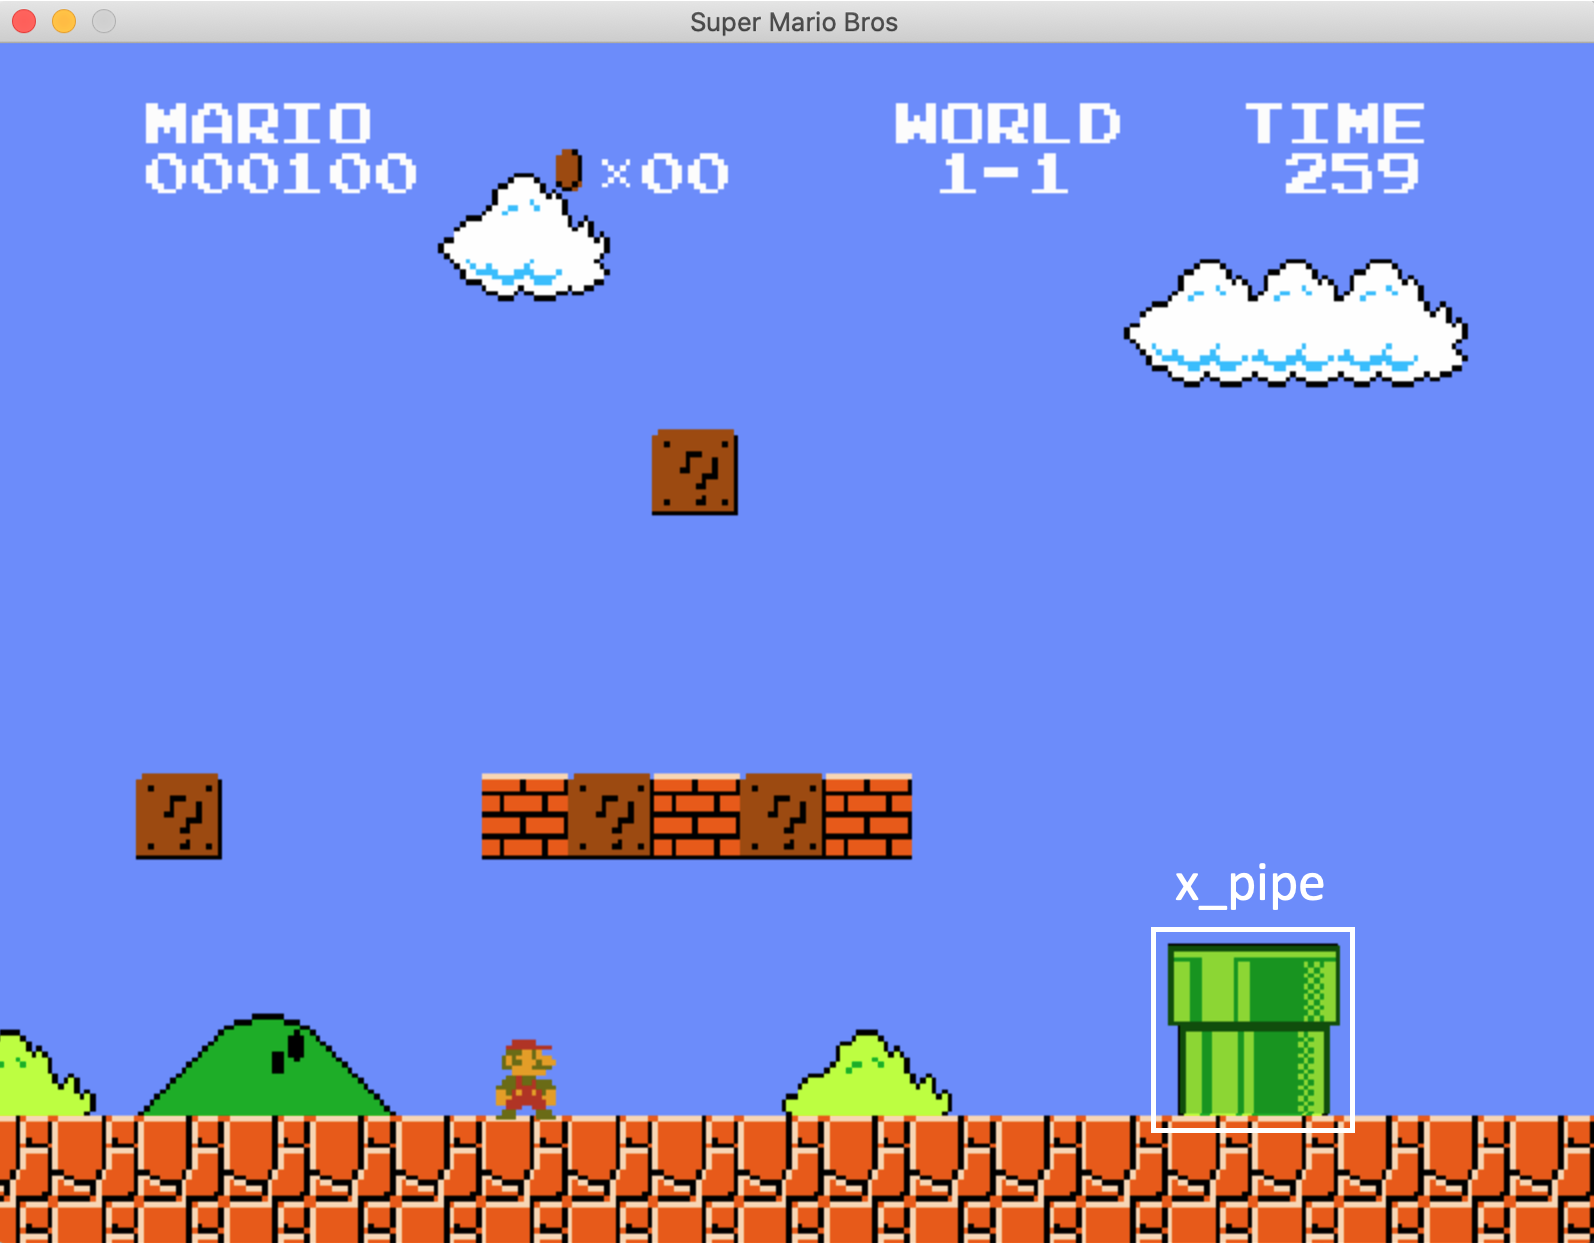 Super Mario Bros
MARIO WORLD TIME
000100 ×00 1-1 259
?
? ? ?
x_pipe